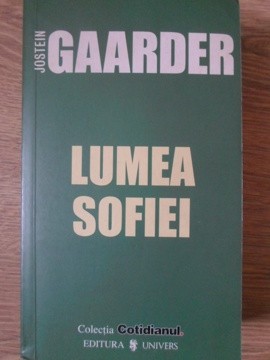 JOSTEIN
GAARDER
LUMEA
SOFIEI
Colecția Cotidianul®
EDITURA UNIVERS